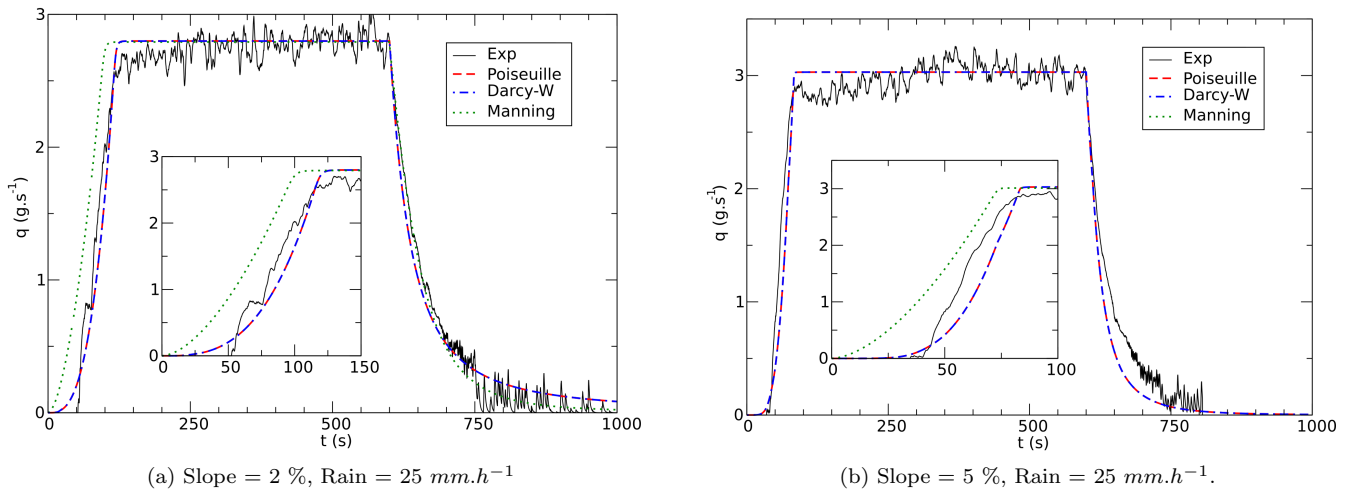 3
2
1
0
q (g.s⁻¹)
0 250 500 750 1000
t (s)
Exp
Poiseuille
Darcy-W
Manning
3
2
1
0
0 50 100 150
(a) Slope = 2 %, Rain = 25 mm.h⁻¹
3
2
1
0
q (g.s⁻¹)
0 250 500 750 1000
t (s)
Exp
Poiseuille
Darcy-W
Manning
3
2
1
0
0 50 100
(b) Slope = 5 %, Rain = 25 mm.h⁻¹.